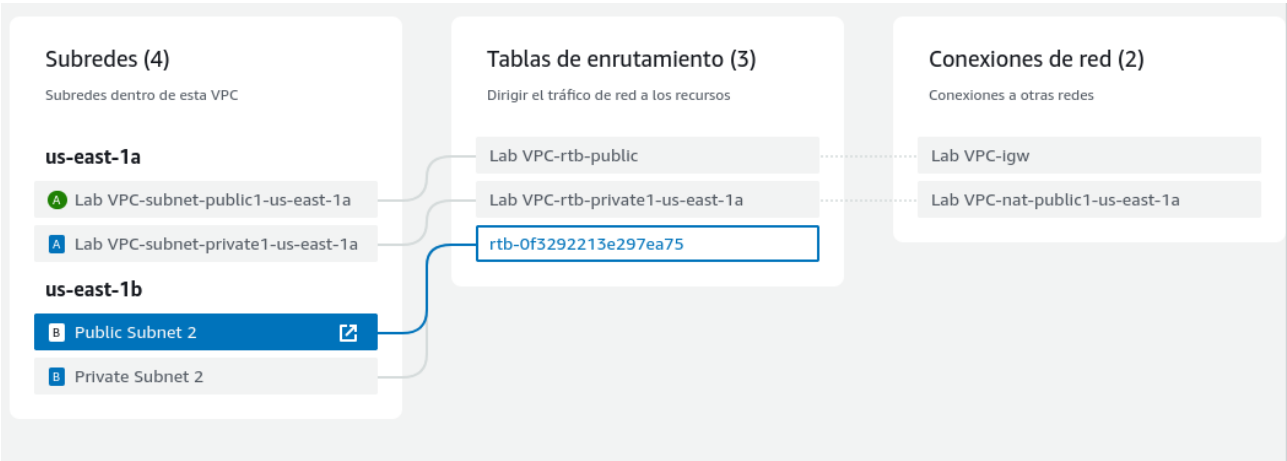 Subredes (4)
Subredes dentro de esta VPC
us-east-1a
A Lab VPC-subnet-public1-us-east-1a
A Lab VPC-subnet-private1-us-east-1a
us-east-1b
B Public Subnet 2
B Private Subnet 2
Tablas de enrutamiento (3)
Dirigir el tráfico de red a los recursos
Lab VPC-rtb-public
Lab VPC-rtb-private1-us-east-1a
rtb-0f3292213e297ea75
Conexiones de red (2)
Conexiones a otras redes
Lab VPC-igw
Lab VPC-nat-public1-us-east-1a